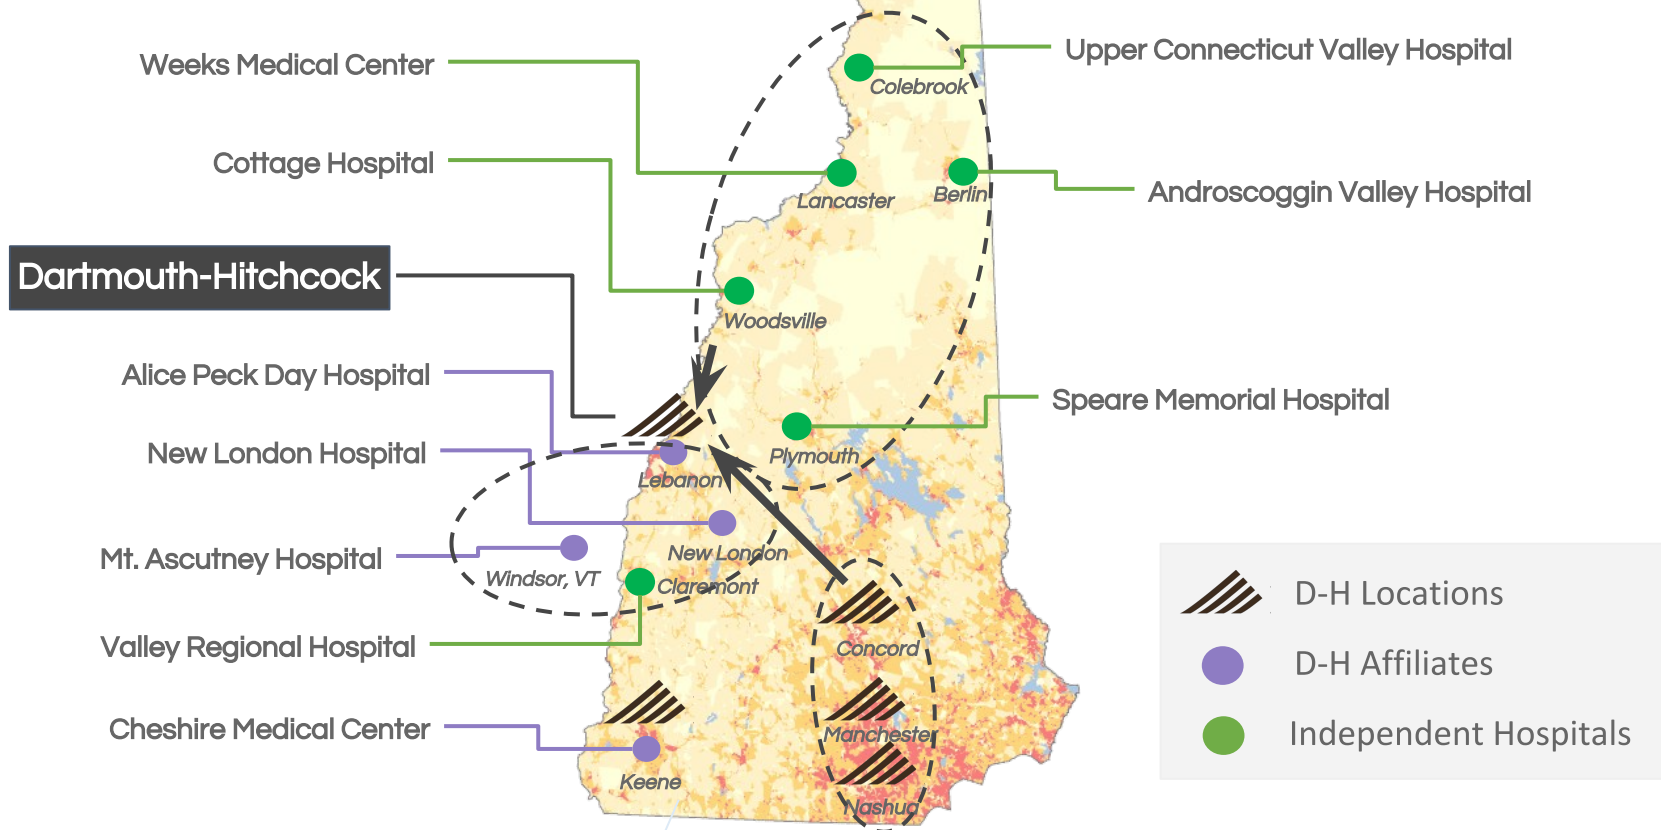 Weeks Medical Center
Upper Connecticut Valley Hospital
Colebrook
Cottage Hospital
Lancaster
Berlin
Androscoggin Valley Hospital
Dartmouth-Hitchcock
Woodsville
Alice Peck Day Hospital
Speare Memorial Hospital
New London Hospital
Plymouth
Lebanon
Mt. Ascutney Hospital
New London
Windsor, VT
Claremont
Valley Regional Hospital
Concord
Cheshire Medical Center
Manchester
Keene
Nashua
D-H Locations
D-H Affiliates
Independent Hospitals